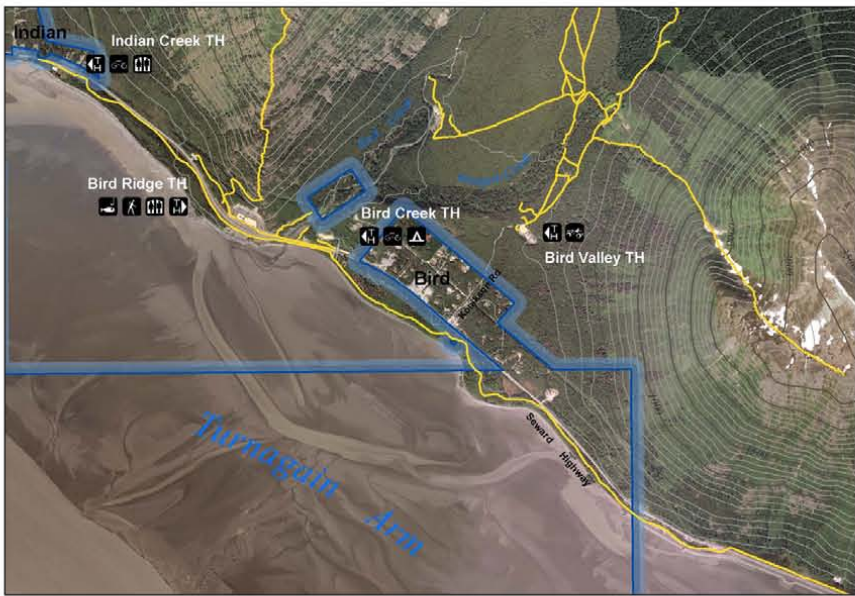 Indian
Indian Creek TH
Bird Ridge TH
Bird Creek TH
Bird
Bird Valley TH
Seward Highway
Turnagain Arm